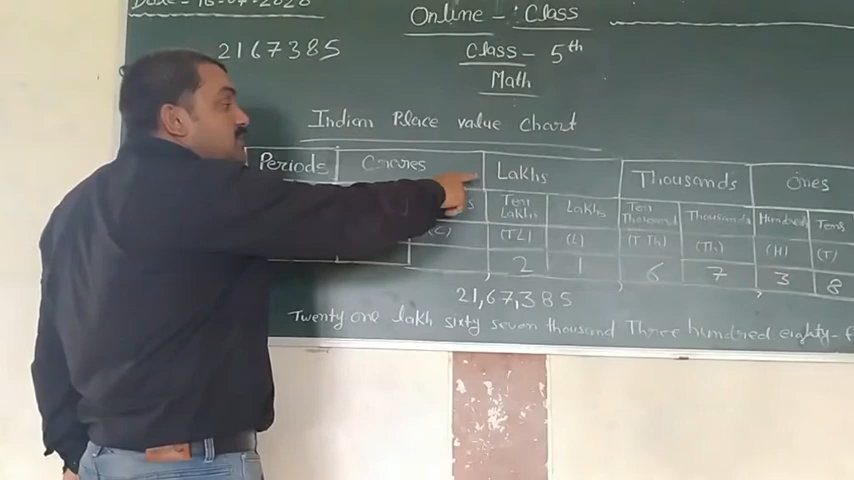 Online - Class
2167385
Class - 5th
Math
Indian Place value Chart
Periods Crores Lakhs Thousands Ones
Ten Lakhs Lakhs Ten Thousand Thousands Hundred Tens
(C) (TL) (L) (T Th) (Th) (H) (T)
2 1 6 7 3 8
21,67,385
Twenty one lakh sixty seven thousand Three hundred eighty-f